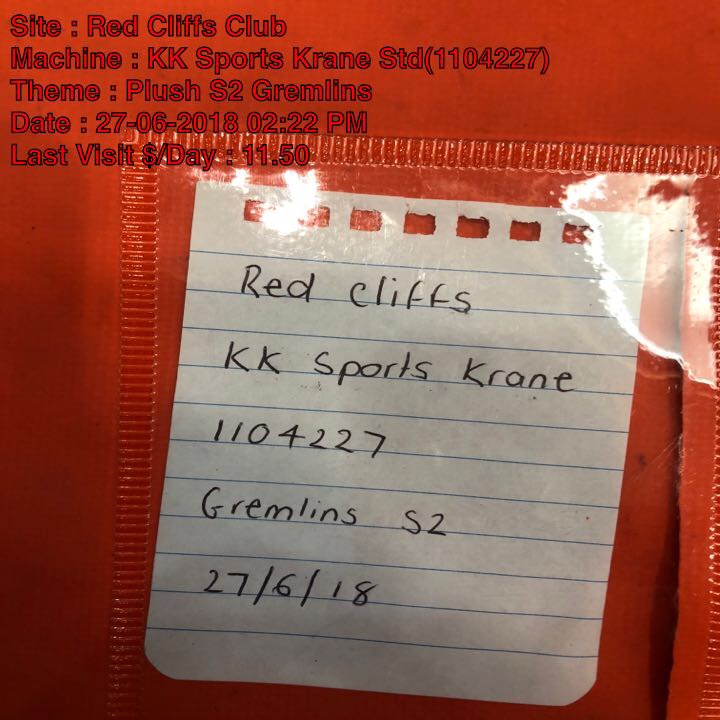 Site : Red Cliffs Club
Machine : KK Sports Krane Std(1104227)
Theme : Plush S2 Gremlins
Date : 27-06-2018 02:22 PM
Last Visit $/Day : 11.50
Red Cliffs
KK Sports Krane
1104227
Gremlins S2
27/6/18